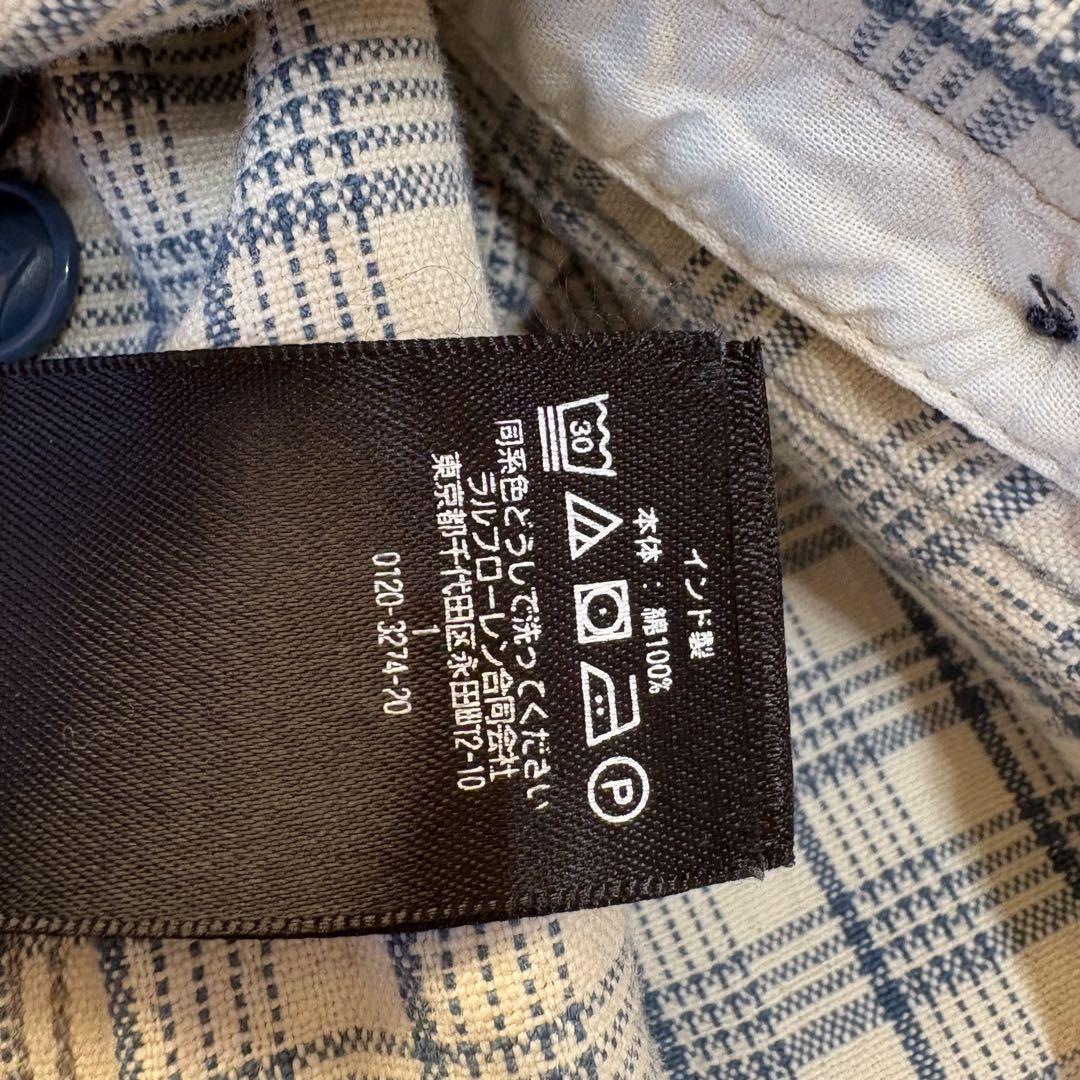 インド製
本体：綿100%
30
P
同系色どうしで洗ってください
ラルフローレン合同会社
東京都千代田区永田町2-10
-1
0120-3274-20